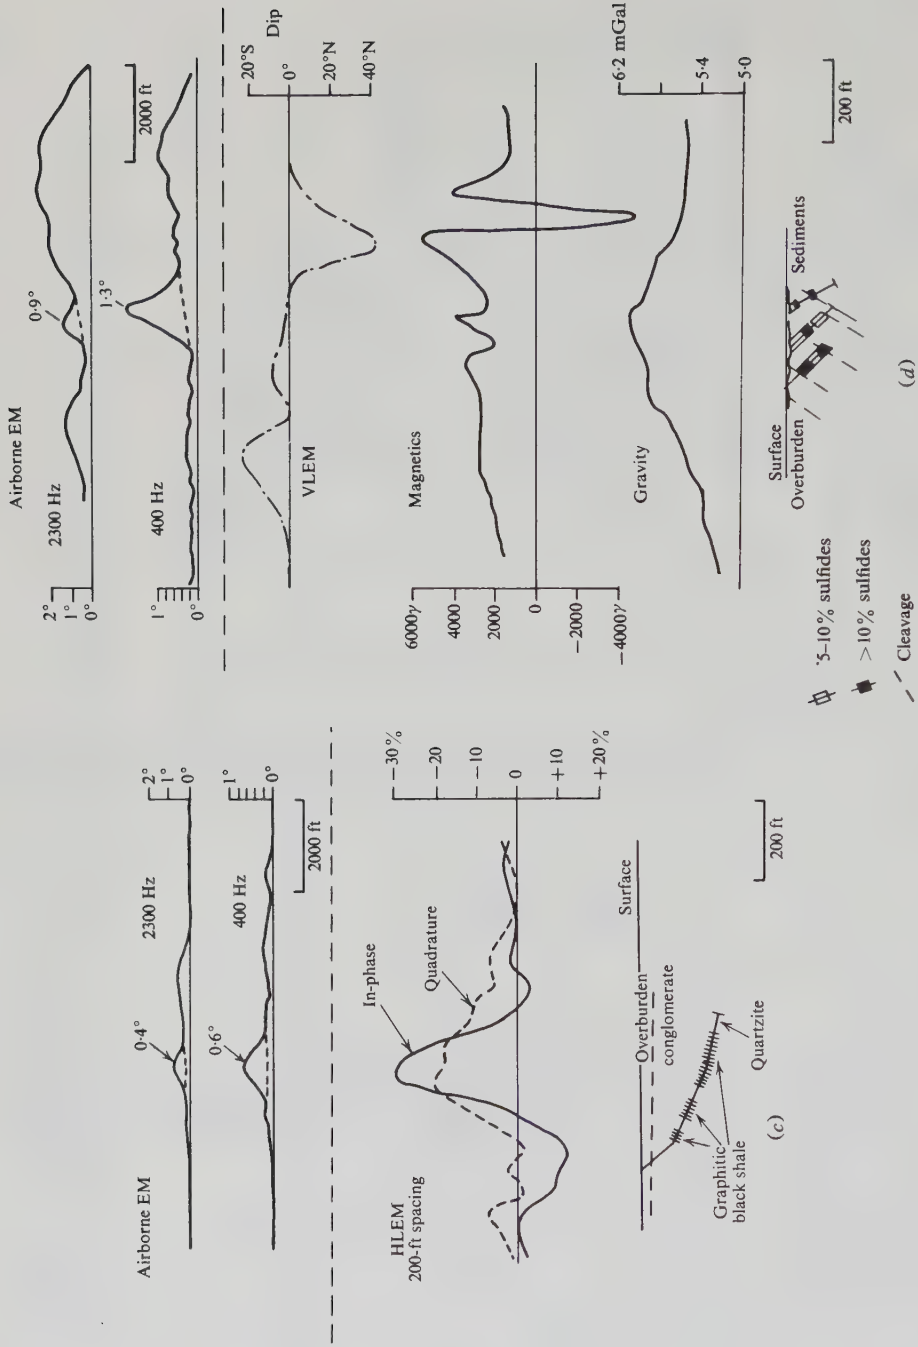 Airborne EM
2300 Hz
0·4°
2°
1°
0°
0·6°
400 Hz
1°
0°
2000 ft
HLEM
200-ft spacing
In-phase
Quadrature
−30%
−20
−10
0
+10
+20%
Surface
Overburden
conglomerate
Graphitic
black shale
Quartzite
200 ft
(c)
Airborne EM
2300 Hz
2°
1°
0°
0·9°
400 Hz
1°
0°
1·3°
2000 ft
VLEM
20°S
0°
20°N
40°N
Dip
Magnetics
6000γ
4000
2000
0
−2000
−4000γ
Gravity
6·2 mGal
5·4
5·0
Surface
Overburden
Sediments
200 ft
5–10% sulfides
>10% sulfides
Cleavage
(d)